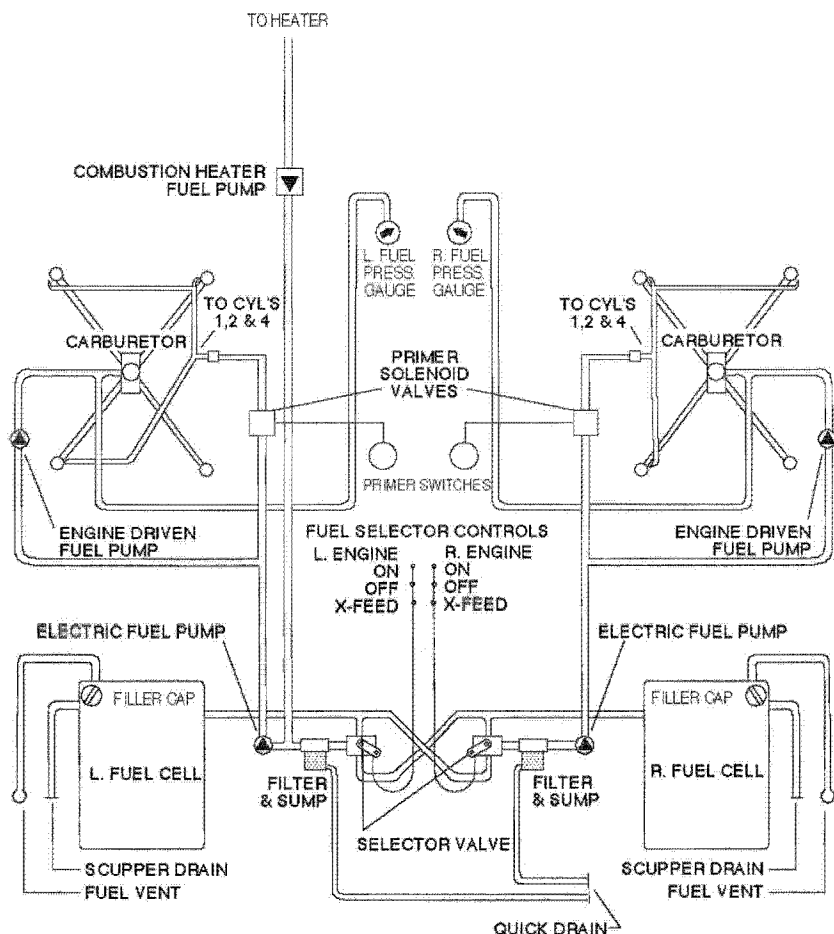 TO HEATER
COMBUSTION HEATER
FUEL PUMP
L. FUEL
PRESS.
GAUGE
R. FUEL
PRESS.
GAUGE
TO CYL'S
1,2 & 4
CARBURETOR
TO CYL'S
1,2 & 4
CARBURETOR
PRIMER
SOLENOID
VALVES
PRIMER SWITCHES
ENGINE DRIVEN
FUEL PUMP
ENGINE DRIVEN
FUEL PUMP
FUEL SELECTOR CONTROLS
L. ENGINE
ON
OFF
X-FEED
R. ENGINE
ON
OFF
X-FEED
ELECTRIC FUEL PUMP
ELECTRIC FUEL PUMP
FILLER CAP
L. FUEL CELL
FILLER CAP
R. FUEL CELL
FILTER
& SUMP
FILTER
& SUMP
SELECTOR VALVE
SCUPPER DRAIN
FUEL VENT
SCUPPER DRAIN
FUEL VENT
QUICK DRAIN